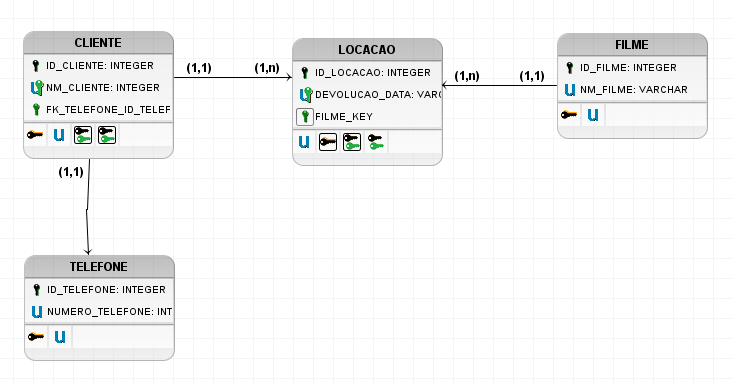 CLIENTE
ID_CLIENTE: INTEGER
NM_CLIENTE: INTEGER
FK_TELEFONE_ID_TELEF
(1,1)
(1,n)
LOCACAO
ID_LOCACAO: INTEGER
DEVOLUCAO_DATA: VARC
FILME_KEY
(1,n)
(1,1)
FILME
ID_FILME: INTEGER
NM_FILME: VARCHAR
(1,1)
TELEFONE
ID_TELEFONE: INTEGER
NUMERO_TELEFONE: INT